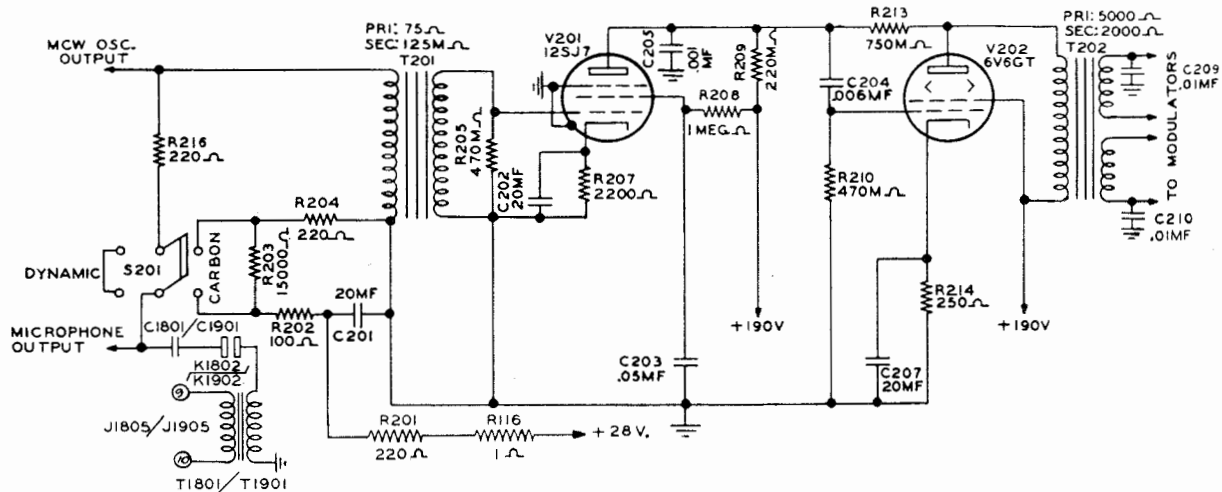 MCW OSC.
OUTPUT
R216
220Ω
DYNAMIC
S201
CARBON
MICROPHONE
OUTPUT
C1801/C1901
K1802
K1902
9
10
J1805/J1905
T1801/T1901
R204
220Ω
R203
15000Ω
R202
100Ω
20MF
C201
R201
220Ω
R116
1Ω
+28V.
PRI: 75Ω
SEC: 125MΩ
T201
R205
470MΩ
C202
20MF
R207
2200Ω
V201
12SJ7
C205
.001
MF
R209
220MΩ
R208
1MEGΩ
+190V
C203
.05MF
R213
750MΩ
C204
.006MF
R210
470MΩ
V202
6V6GT
R214
250Ω
C207
20MF
+190V
PRI: 5000Ω
SEC: 2000Ω
T202
TO MODULATORS
C209
.01MF
C210
.01MF